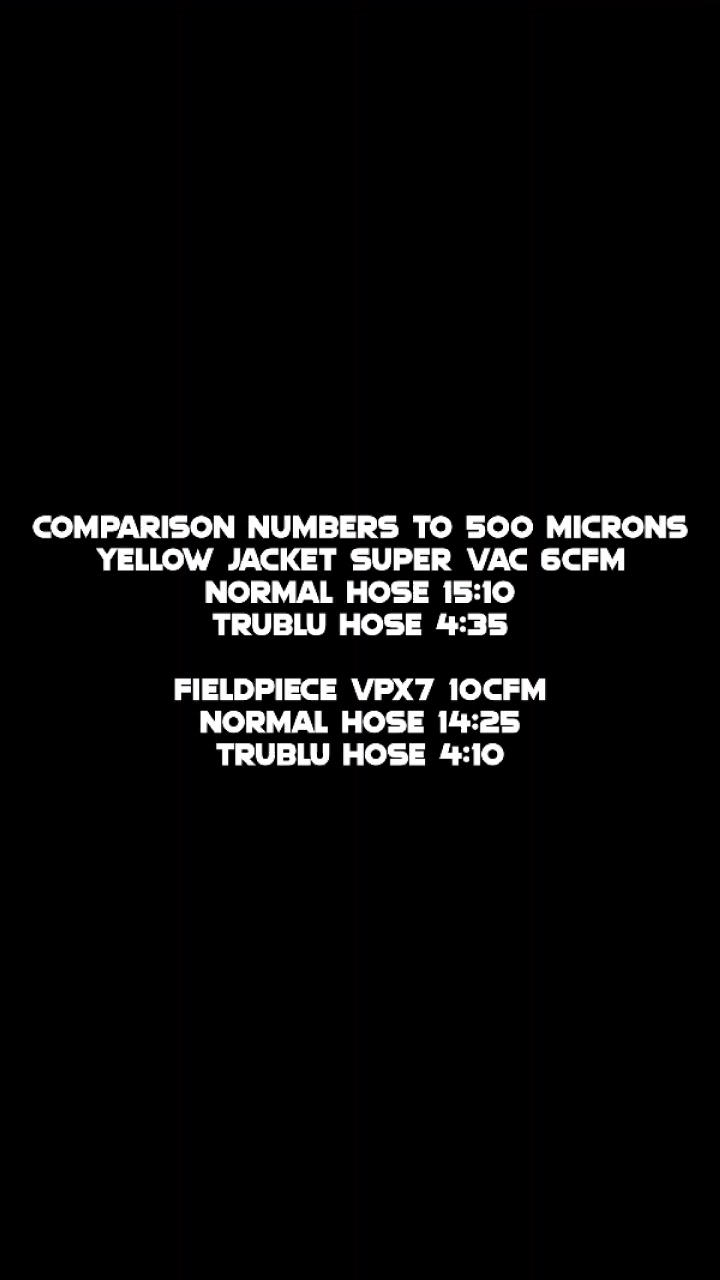 COMPARISON NUMBERS TO 500 MICRONS
YELLOW JACKET SUPER VAC 6CFM
NORMAL HOSE 15:10
TRUBLU HOSE 4:35
FIELDPIECE VPX7 10CFM
NORMAL HOSE 14:25
TRUBLU HOSE 4:10